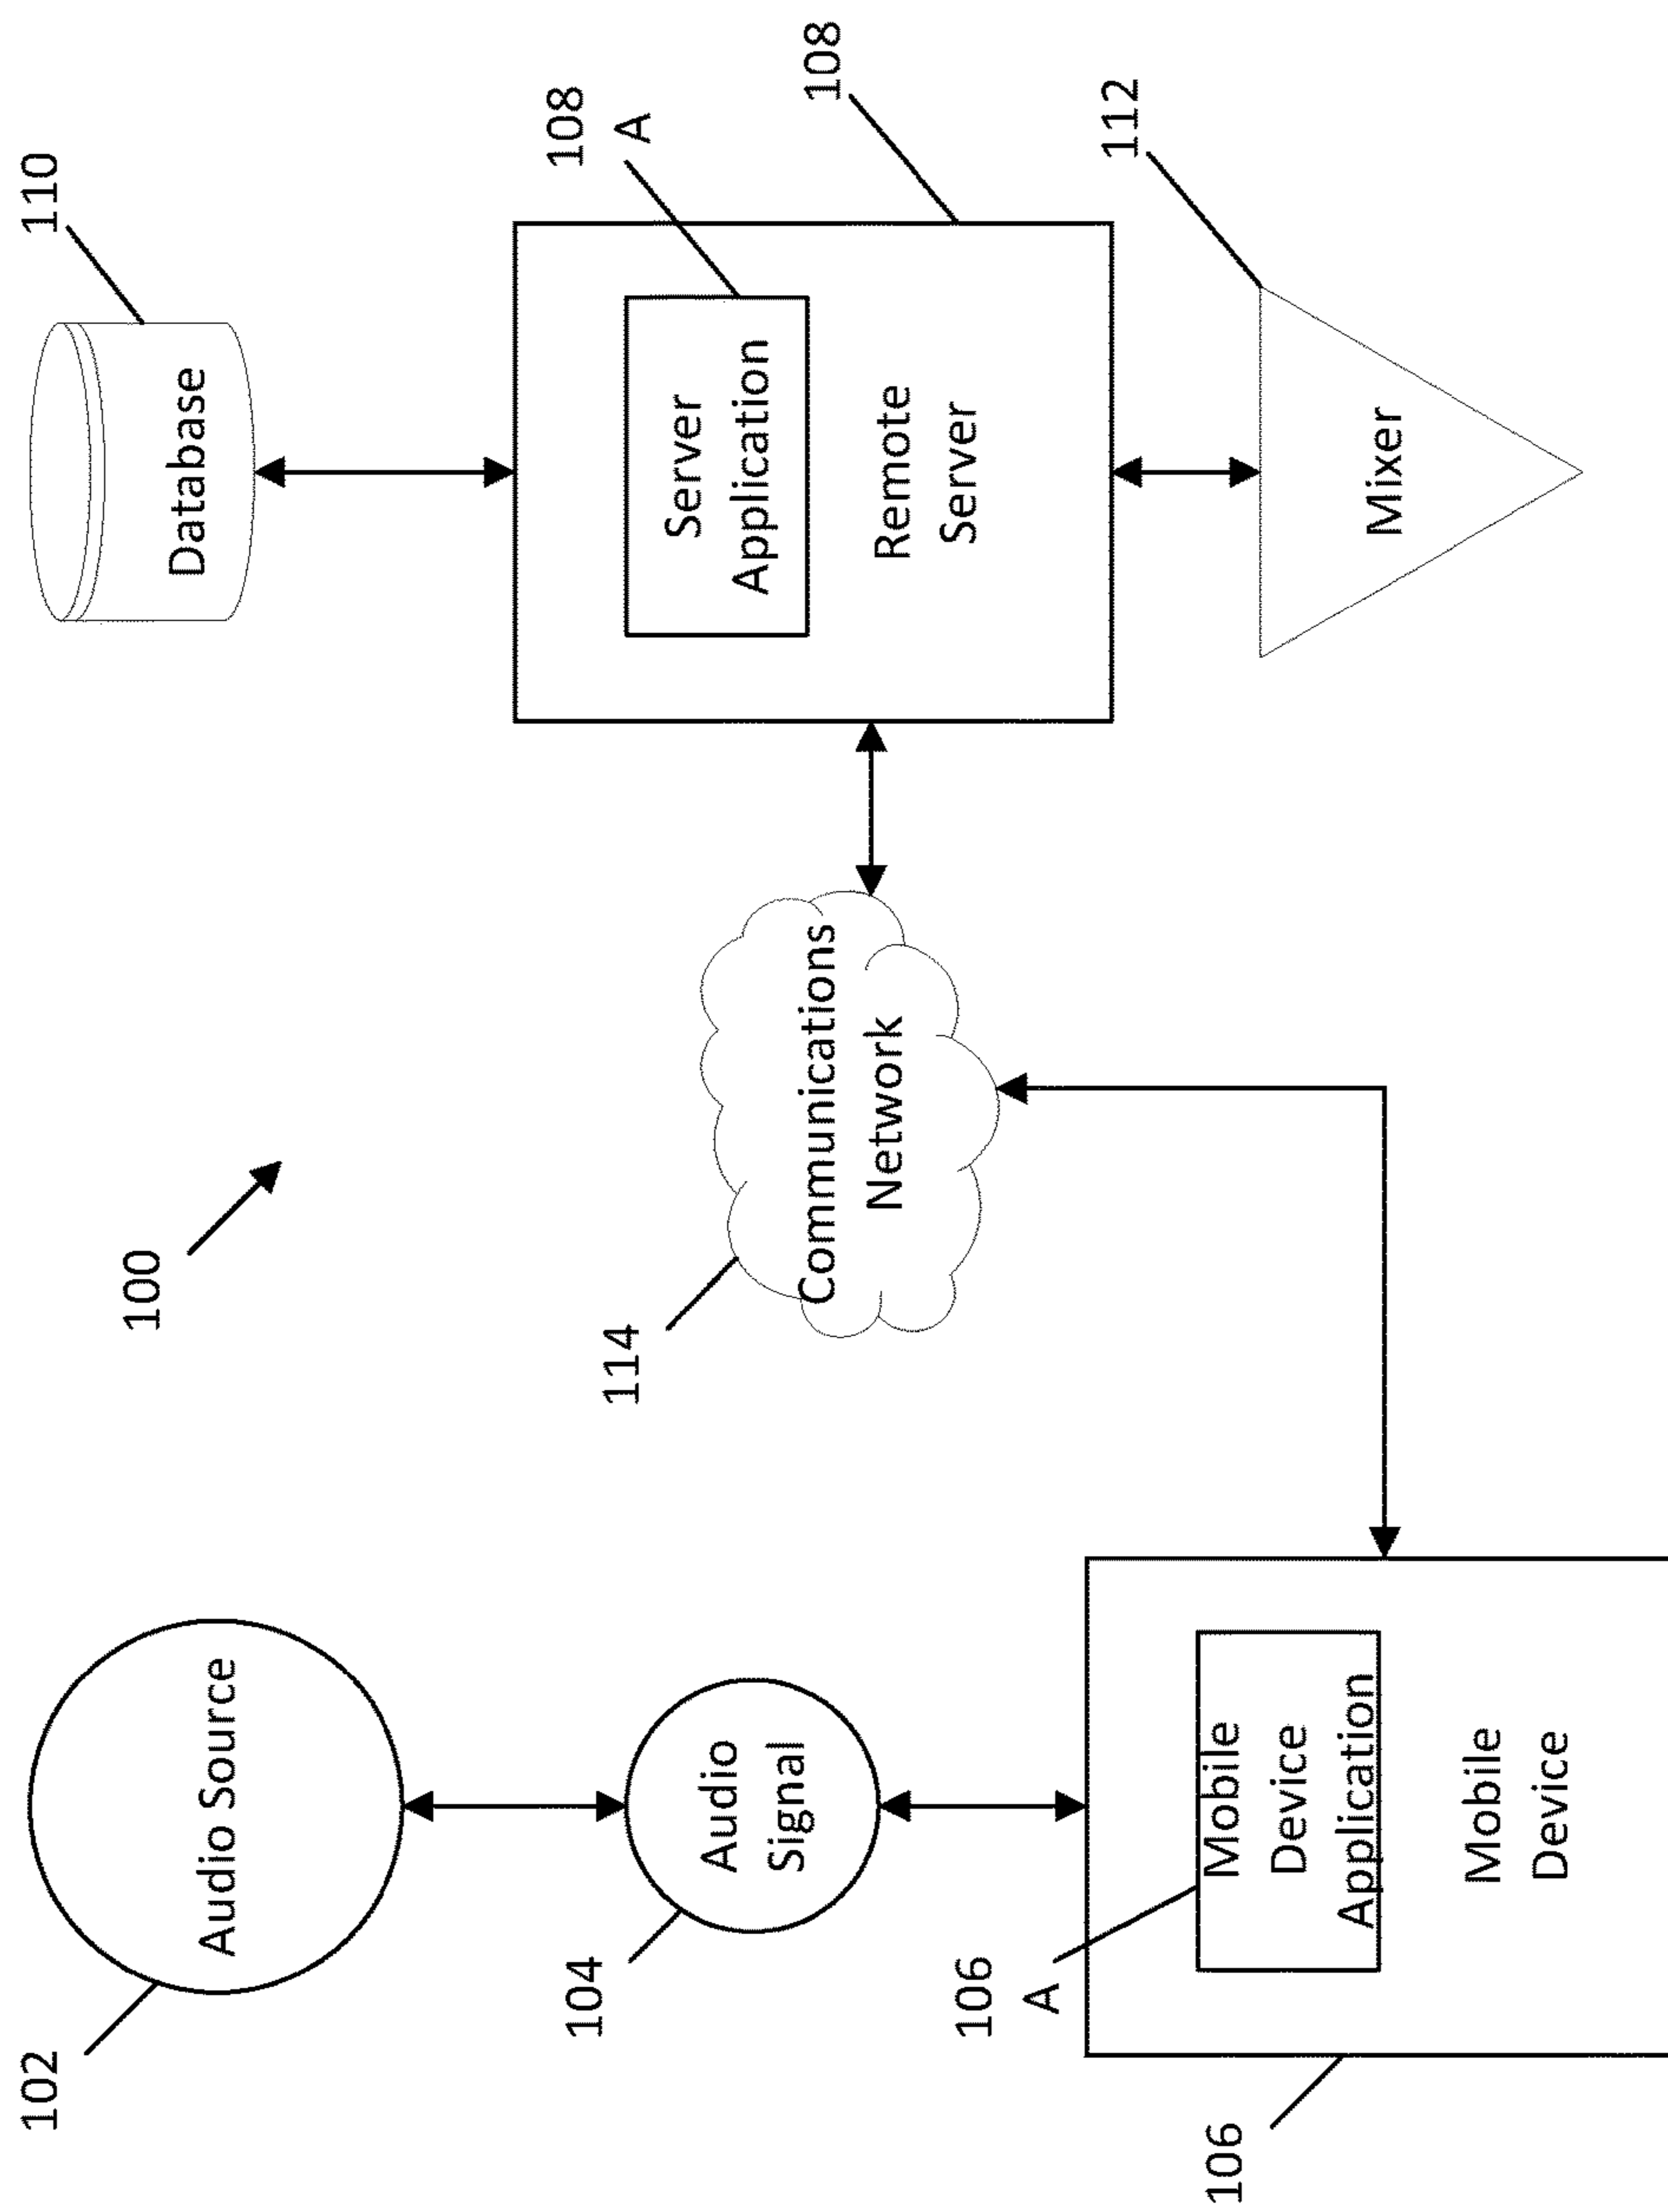 100
102
Audio Source
104
Audio
Signal
106
A
Mobile
Device
Application
Mobile
Device
106
114
Communications
Network
110
Database
108
A
Server
Application
Remote
Server
108
112
Mixer